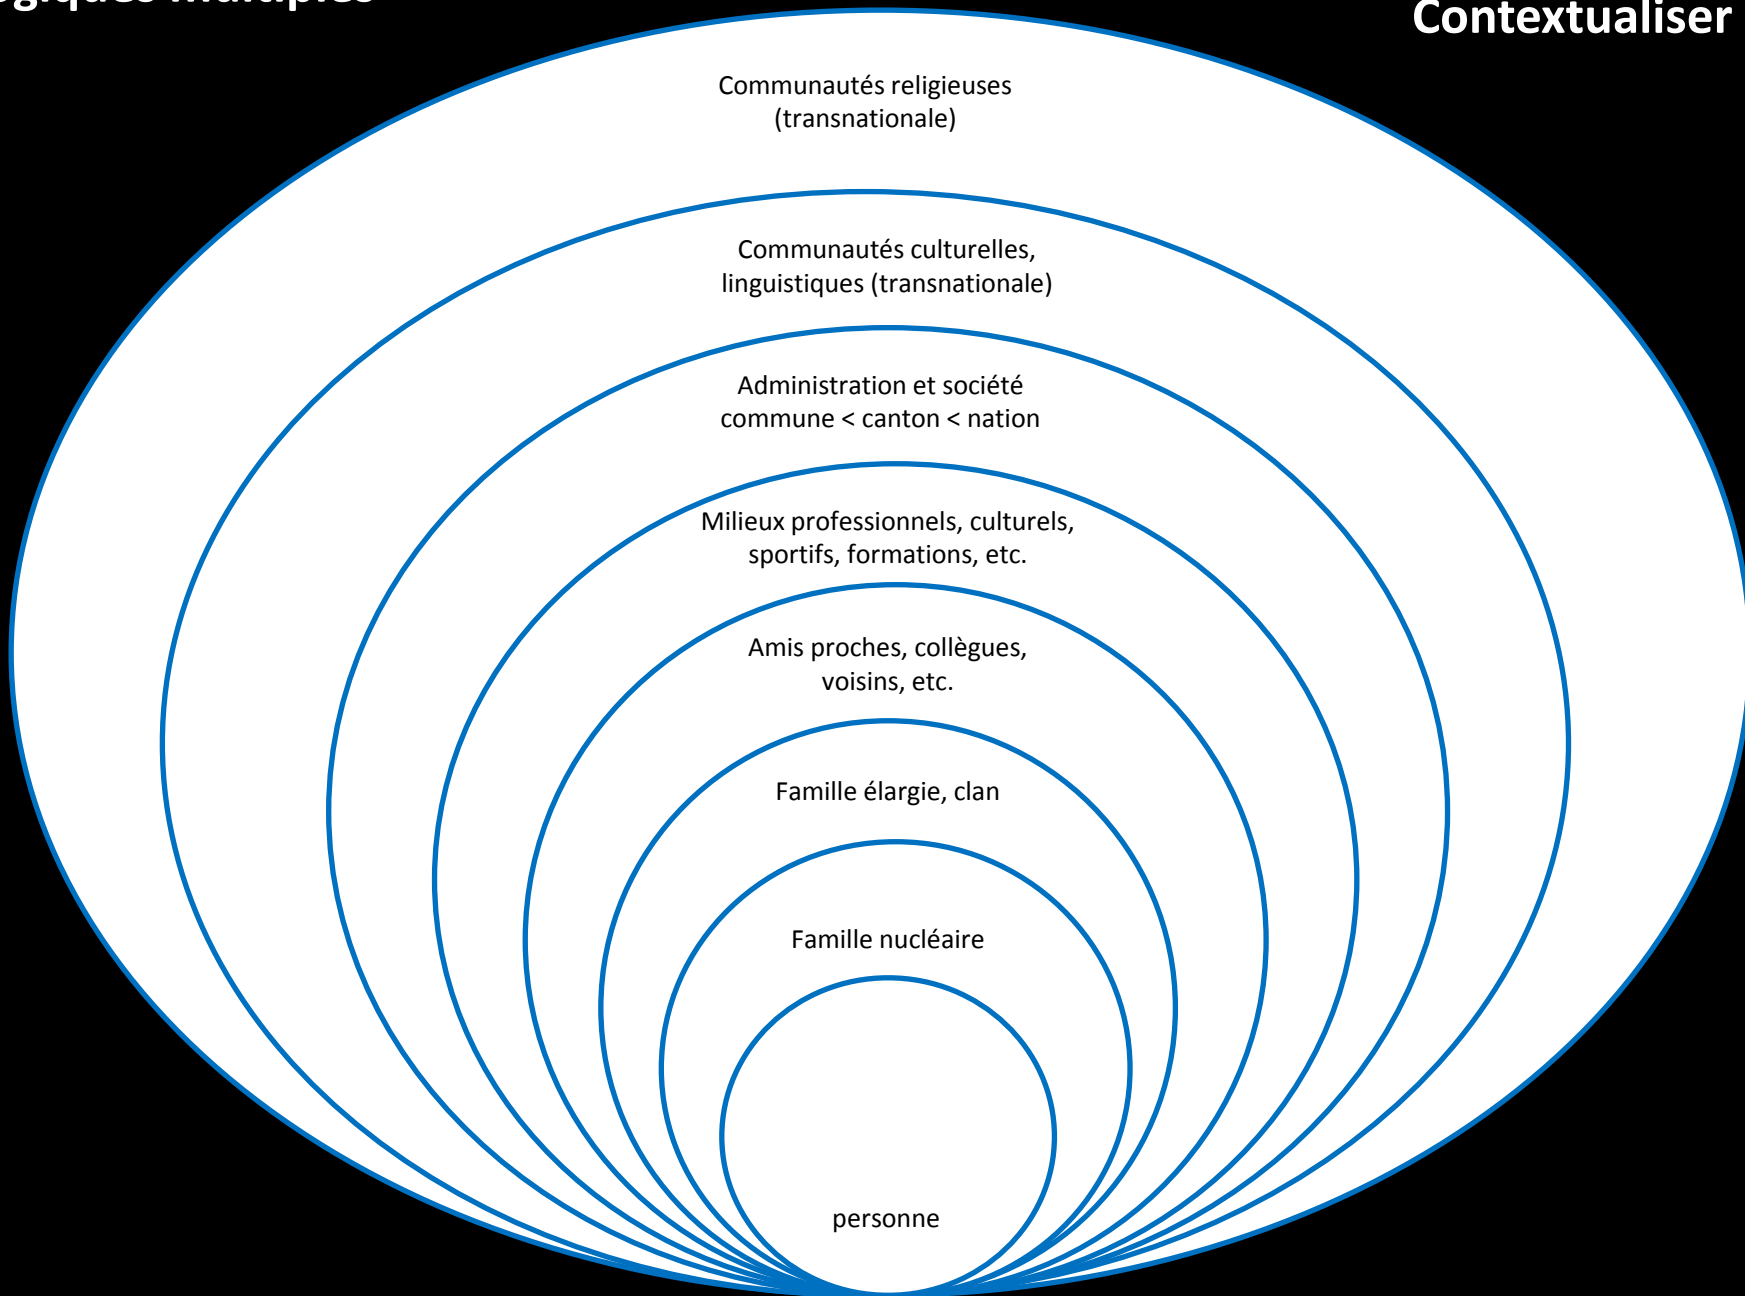 multiples
Contextualiser
Communautés religieuses
(transnationale)
Communautés culturelles,
linguistiques (transnationale)
Administration et société
commune < canton < nation
Milieux professionnels, culturels,
sportifs, formations, etc.
Amis proches, collègues,
voisins, etc.
Famille élargie, clan
Famille nucléaire
personne